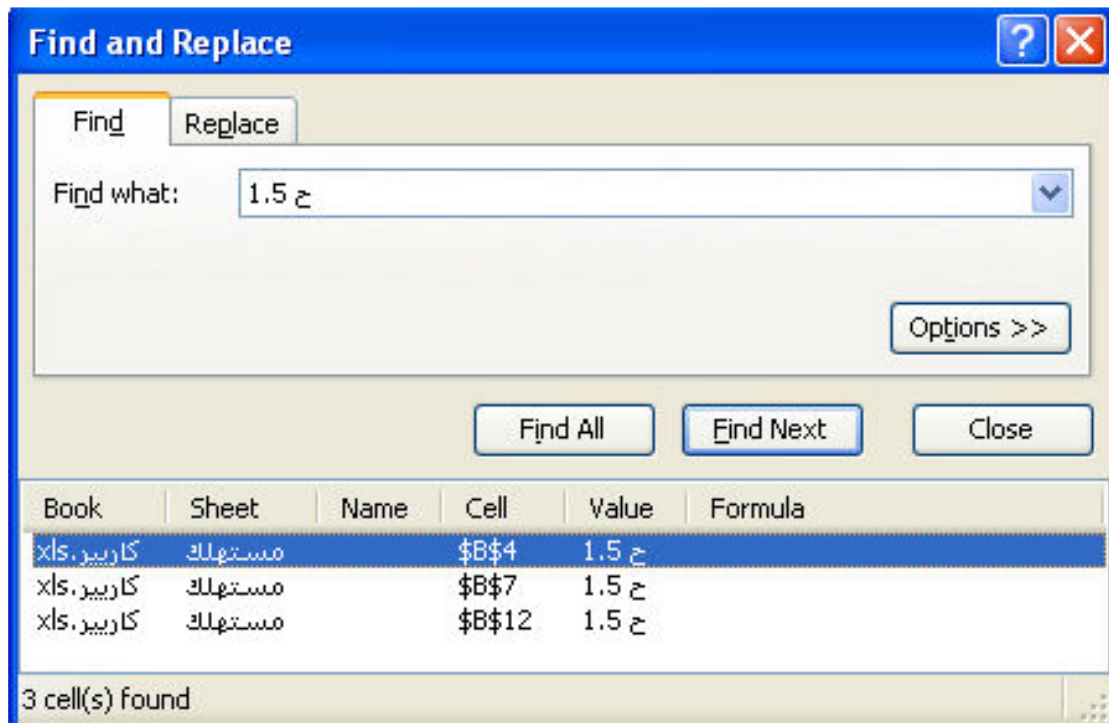 Find and Replace
Find Replace
Find what: 1.5 ح
Options >>
Find All Find Next Close
Book Sheet Name Cell Value Formula
كاريير.xls مستهلك $B$4 1.5 ح
كاريير.xls مستهلك $B$7 1.5 ح
كاريير.xls مستهلك $B$12 1.5 ح
3 cell(s) found